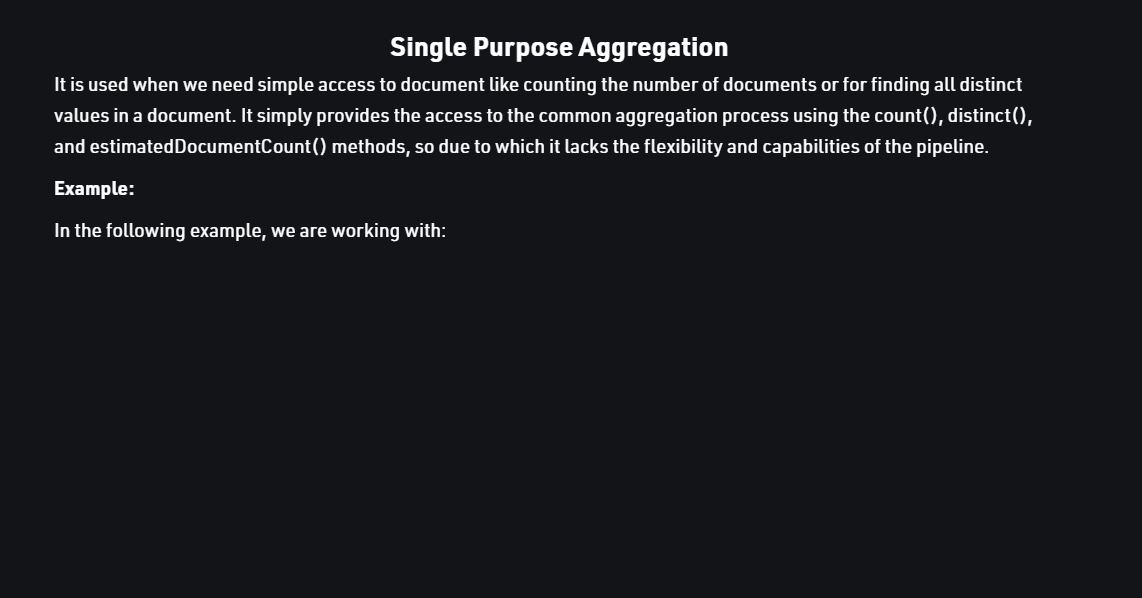 Single Purpose Aggregation
It is used when we need simple access to document like counting the number of documents or for finding all distinct
values in a document. It simply provides the access to the common aggregation process using the count(), distinct(),
and estimatedDocumentCount() methods, so due to which it lacks the flexibility and capabilities of the pipeline.
Example:
In the following example, we are working with: